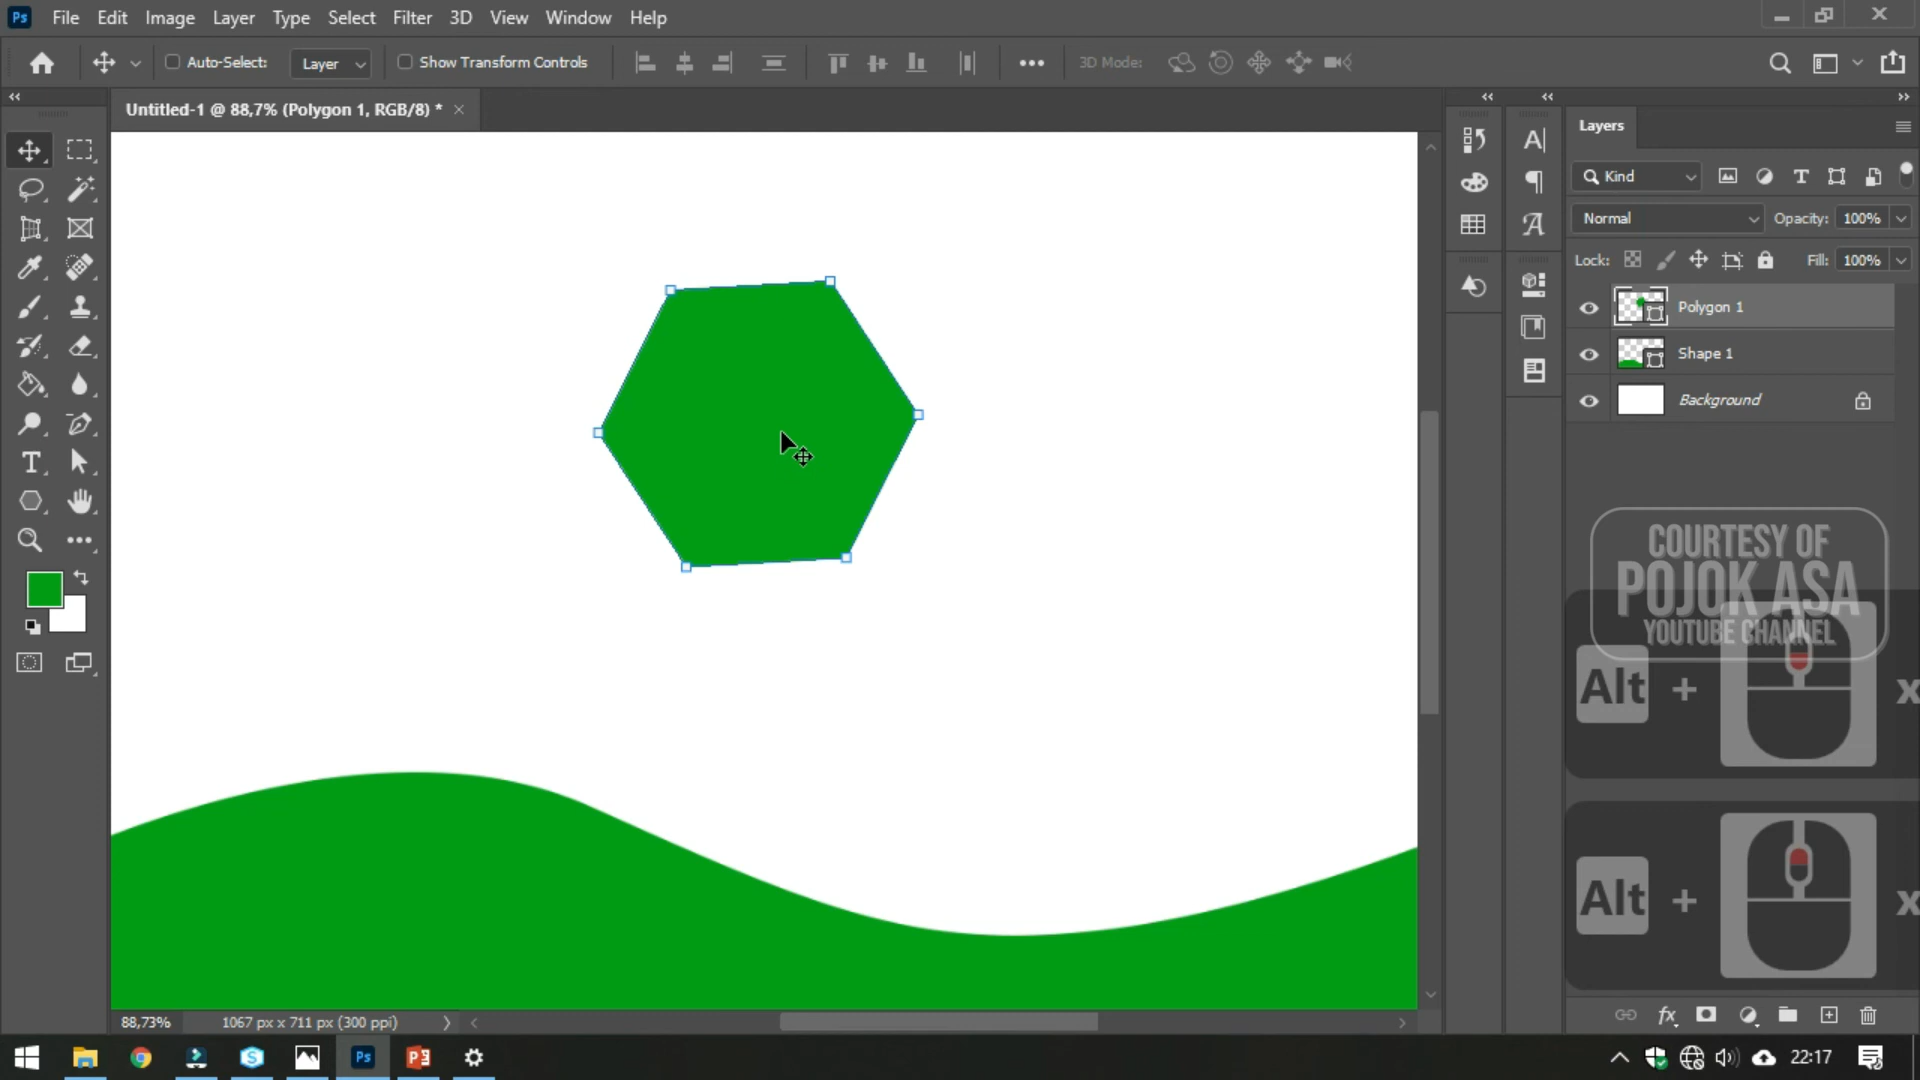 Ps File Edit Image Layer Type Select Filter 3D View Window Help
Auto-Select: Layer Show Transform Controls 3D Mode:
Untitled-1 @ 88,7% (Polygon 1, RGB/8) *
Layers
Kind
Normal Opacity: 100%
Lock: Fill: 100%
Polygon 1
Shape 1
Background
COURTESY OF
POJOK ASA
YOUTUBE CHANNEL
Alt + x
Alt + x
88,73% 1067 px x 711 px (300 ppi)
Ps 22:17